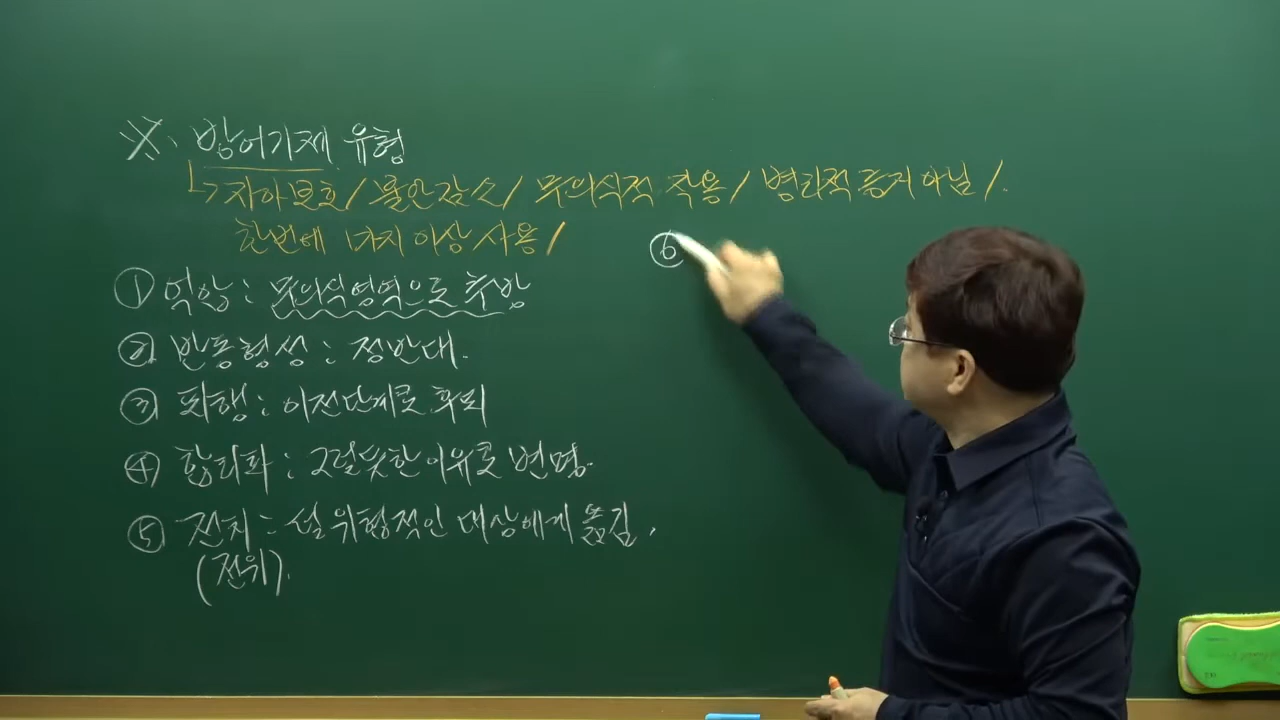 ※. 방어기제 유형
↳ 자아보호 / 불안감소 / 무의식적 작용 / 병리적 증거 아님 /.
한번에 녀가지 이상 사용 /
① 억압 : 무의식영역으로 추방
② 반동형성 : 정반대.
③ 퇴행 : 이전단계로 후퇴
④ 합리화 : 그럴듯한 이유로 변명.
⑤ 전치 : 덜 위협적인 대상에게 옮김.
(전위).
⑥